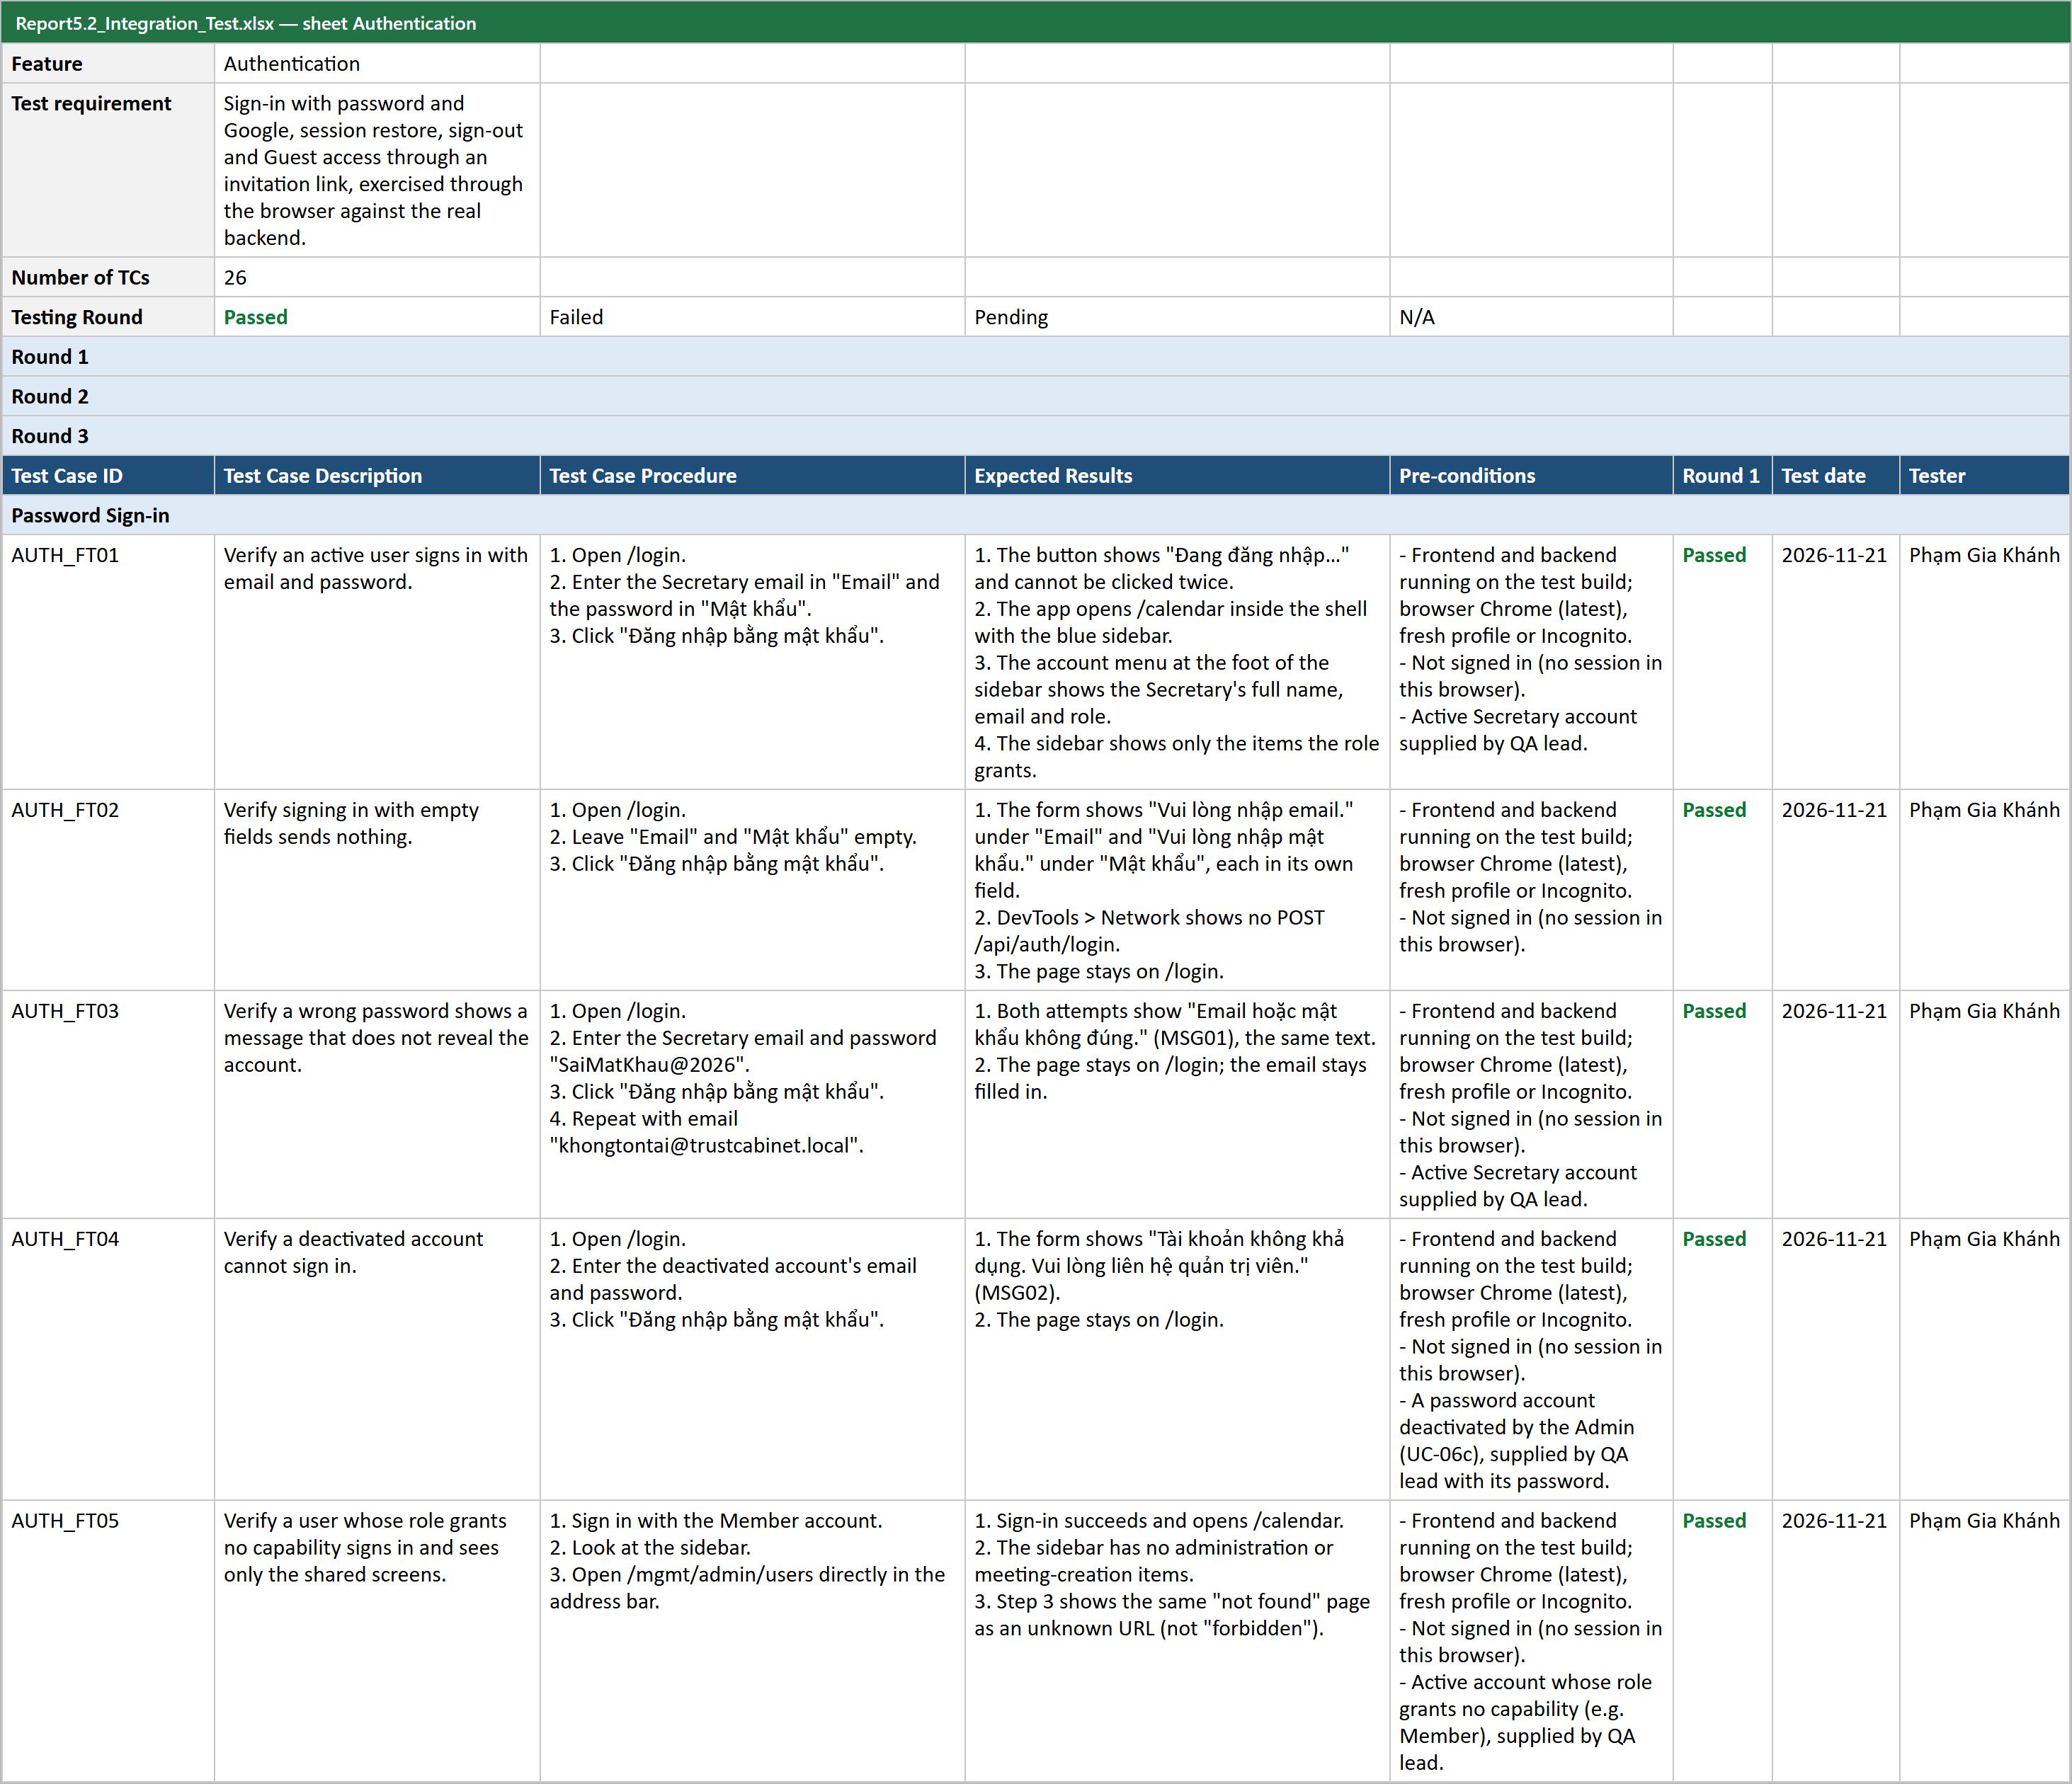 Report5.2_Integration_Test.xlsx — sheet Authentication
Feature
Authentication
Test requirement
Sign-in with password and
Google, session restore, sign-out
and Guest access through an
invitation link, exercised through
the browser against the real
backend.
Number of TCs
26
Testing Round
Passed
Failed
Pending
N/A
Round 1
Round 2
Round 3
Test Case ID
Test Case Description
Test Case Procedure
Expected Results
Pre-conditions
Round 1
Test date
Tester
Password Sign-in
AUTH_FT01
Verify an active user signs in with
email and password.
1. Open /login.
2. Enter the Secretary email in "Email" and
the password in "Mật khẩu".
3. Click "Đăng nhập bằng mật khẩu".
1. The button shows "Đang đăng nhập…"
and cannot be clicked twice.
2. The app opens /calendar inside the shell
with the blue sidebar.
3. The account menu at the foot of the
sidebar shows the Secretary's full name,
email and role.
4. The sidebar shows only the items the role
grants.
- Frontend and backend
running on the test build;
browser Chrome (latest),
fresh profile or Incognito.
- Not signed in (no session in
this browser).
- Active Secretary account
supplied by QA lead.
Passed
2026-11-21
Phạm Gia Khánh
AUTH_FT02
Verify signing in with empty
fields sends nothing.
1. Open /login.
2. Leave "Email" and "Mật khẩu" empty.
3. Click "Đăng nhập bằng mật khẩu".
1. The form shows "Vui lòng nhập email."
under "Email" and "Vui lòng nhập mật
khẩu." under "Mật khẩu", each in its own
field.
2. DevTools > Network shows no POST
/api/auth/login.
3. The page stays on /login.
- Frontend and backend
running on the test build;
browser Chrome (latest),
fresh profile or Incognito.
- Not signed in (no session in
this browser).
Passed
2026-11-21
Phạm Gia Khánh
AUTH_FT03
Verify a wrong password shows a
message that does not reveal the
account.
1. Open /login.
2. Enter the Secretary email and password
"SaiMatKhau@2026".
3. Click "Đăng nhập bằng mật khẩu".
4. Repeat with email
"khongtontai@trustcabinet.local".
1. Both attempts show "Email hoặc mật
khẩu không đúng." (MSG01), the same text.
2. The page stays on /login; the email stays
filled in.
- Frontend and backend
running on the test build;
browser Chrome (latest),
fresh profile or Incognito.
- Not signed in (no session in
this browser).
- Active Secretary account
supplied by QA lead.
Passed
2026-11-21
Phạm Gia Khánh
AUTH_FT04
Verify a deactivated account
cannot sign in.
1. Open /login.
2. Enter the deactivated account's email
and password.
3. Click "Đăng nhập bằng mật khẩu".
1. The form shows "Tài khoản không khả
dụng. Vui lòng liên hệ quản trị viên."
(MSG02).
2. The page stays on /login.
- Frontend and backend
running on the test build;
browser Chrome (latest),
fresh profile or Incognito.
- Not signed in (no session in
this browser).
- A password account
deactivated by the Admin
(UC-06c), supplied by QA
lead with its password.
Passed
2026-11-21
Phạm Gia Khánh
AUTH_FT05
Verify a user whose role grants
no capability signs in and sees
only the shared screens.
1. Sign in with the Member account.
2. Look at the sidebar.
3. Open /mgmt/admin/users directly in the
address bar.
1. Sign-in succeeds and opens /calendar.
2. The sidebar has no administration or
meeting-creation items.
3. Step 3 shows the same "not found" page
as an unknown URL (not "forbidden").
- Frontend and backend
running on the test build;
browser Chrome (latest),
fresh profile or Incognito.
- Not signed in (no session in
this browser).
- Active account whose role
grants no capability (e.g.
Member), supplied by QA
lead.
Passed
2026-11-21
Phạm Gia Khánh